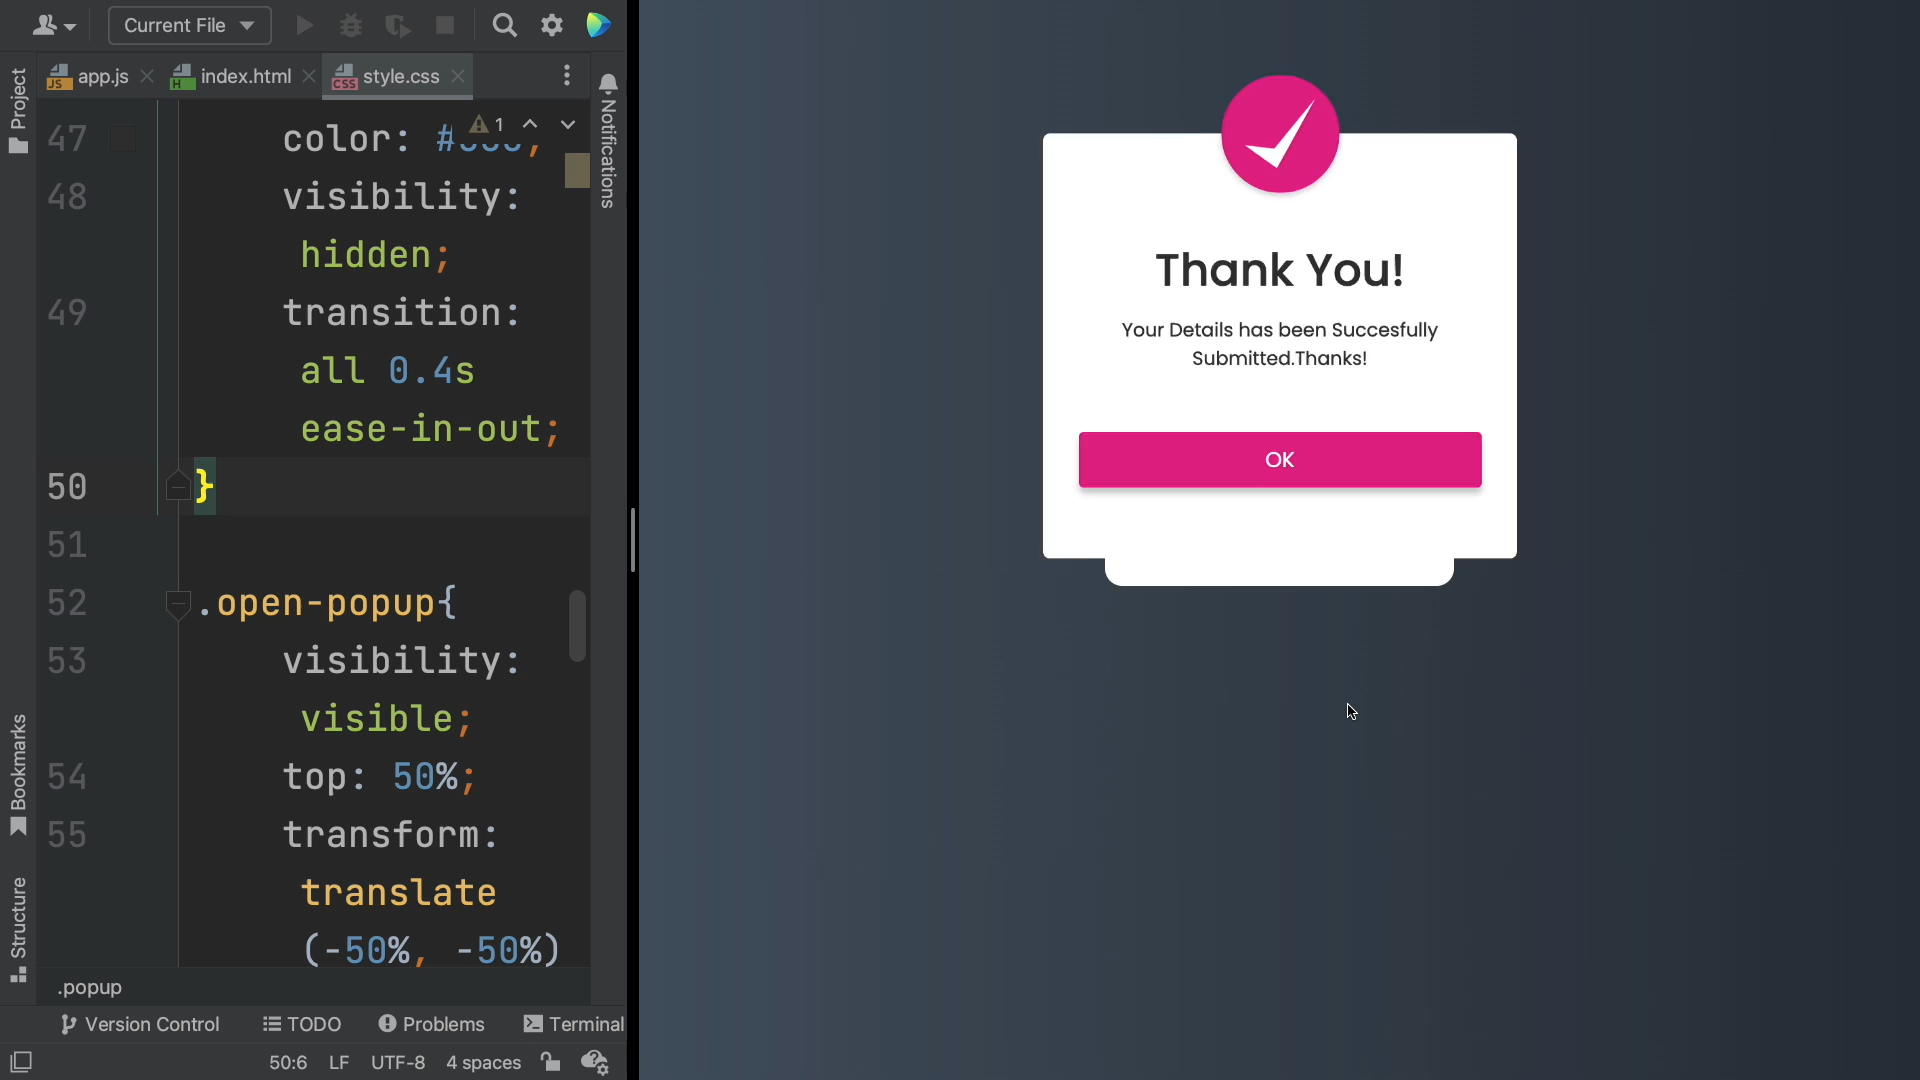 Current File
app.js
index.html
style.css
Project
Notifications
1
47 color: #
48 visibility:
hidden;
49 transition:
all 0.4s
ease-in-out;
50 }
51
52 .open-popup{
53 visibility:
visible;
54 top: 50%;
55 transform:
translate
(-50%, -50%)
Bookmarks
Structure
.popup
Version Control
TODO
Problems
Terminal
50:6
LF
UTF-8
4 spaces
Thank You!
Your Details has been Succesfully
Submitted.Thanks!
OK